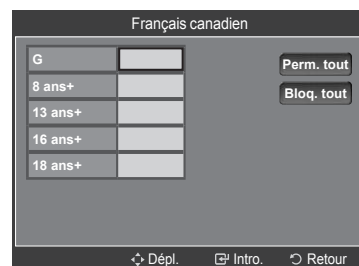 Français canadien
G
Perm. tout
8 ans+
Bloq. tout
13 ans+
16 ans+
18 ans+
Dépl. Intro. Retour